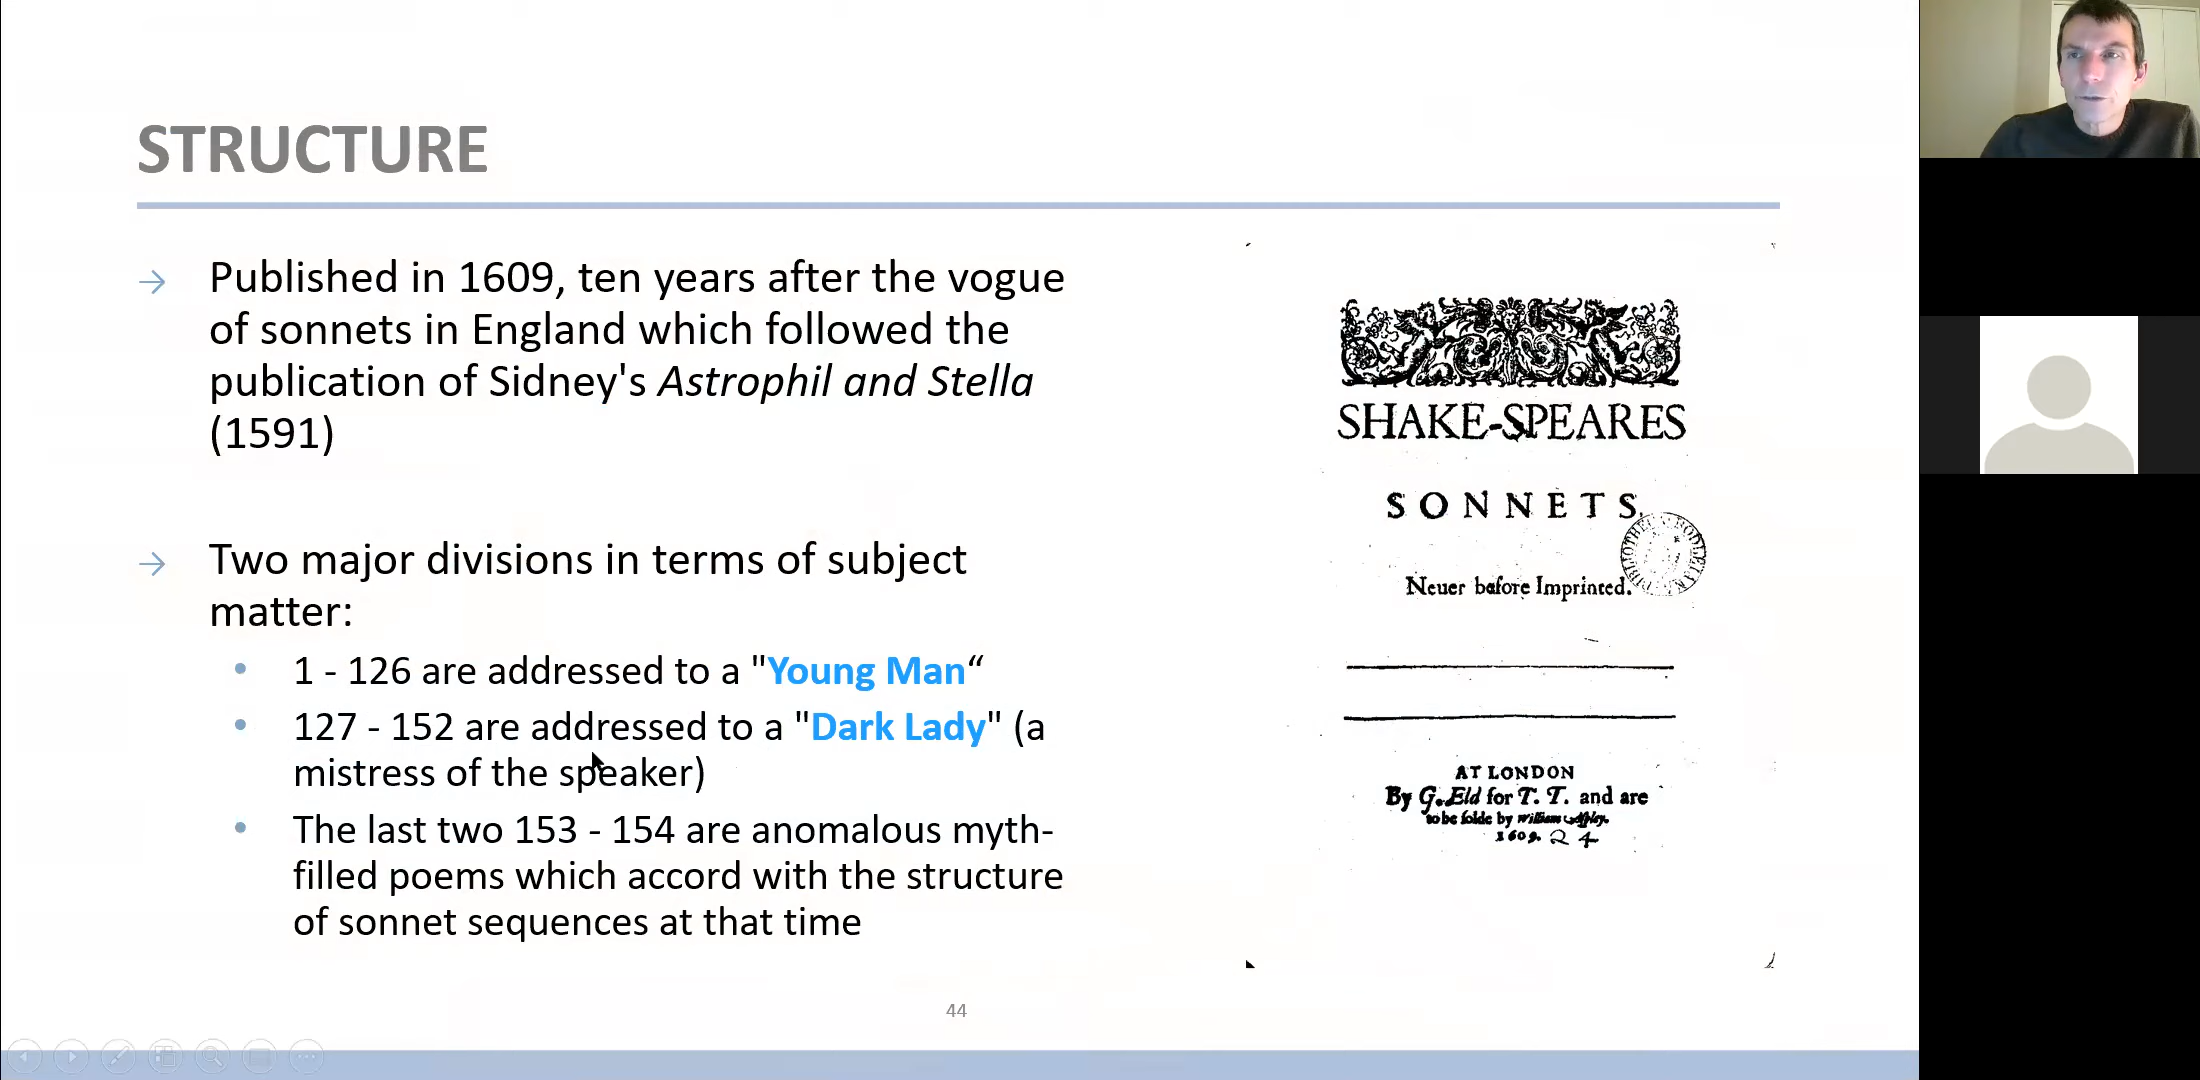 STRUCTURE
→ Published in 1609, ten years after the vogue
of sonnets in England which followed the
publication of Sidney's Astrophil and Stella
(1591)
→ Two major divisions in terms of subject
matter:
• 1 - 126 are addressed to a "Young Man“
• 127 - 152 are addressed to a "Dark Lady" (a
mistress of the speaker)
• The last two 153 - 154 are anomalous myth-
filled poems which accord with the structure
of sonnet sequences at that time
44
SHAKE-SPEARES
SONNETS.
Neuer before Imprinted.
AT LONDON
By G. Eld for T. T. and are
to be solde by William Aspley.
1609. 24